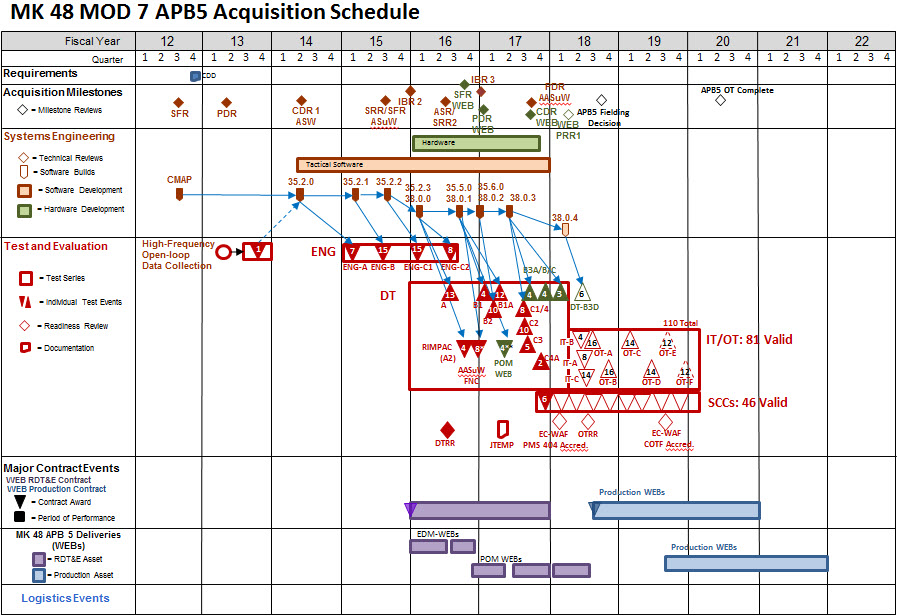 MK 48 MOD 7 APB5 Acquisition Schedule
Fiscal Year 12 13 14 15 16 17 18 19 20 21 22
Quarter 1 2 3 4 1 2 3 4 1 2 3 4 1 2 3 4 1 2 3 4 1 2 3 4 1 2 3 4 1 2 3 4 1 2 3 4 1 2 3 4 1 2 3 4
Requirements
CDD
Acquisition Milestones
= Milestone Reviews
SFR
PDR
CDR 1
ASW
SRR/SFR
ASuW
IBR 2
ASR/
SRR2
SFR
WEB
IBR 3
PDR
WEB
PDR
AASuW
CDR
WEB
WEB
PRR1
APB5 Fielding
Decision
APB5 OT Complete
Systems Engineering
= Technical Reviews
= Software Builds
= Software Development
= Hardware Development
Hardware
Tactical Software
CMAP
35.2.0
35.2.1
35.2.2
35.2.3
38.0.0
35.5.0
38.0.1
35.6.0
38.0.2
38.0.3
38.0.4
Test and Evaluation
= Test Series
= Individual Test Events
= Readiness Review
= Documentation
High-Frequency
Open-loop
Data Collection
1
ENG
7 15 15 8
ENG-A ENG-B ENG-C1 ENG-C2
DT
B3A/B/C
13 4 12 4 4 3 6
A B1 B1A DT-B3D
10 8 C1/4
B2
10 C2
RIMPAC
(A2)
4
AASuW
FNC
POM
WEB
5 C3
2 C4A
110 Total
IT/OT: 81 Valid
IT-B 4 16 OT-A
14 OT-C
12 OT-E
IT-A 8
IT-C 14
16 OT-B
14 OT-D
12 OT-F
6
SCCs: 46 Valid
DTRR
JTEMP
EC-WAF
PMS 404 Accred.
OTRR
EC-WAF
COTF Accred.
Major Contract Events
WEB RDT&E Contract
WEB Production Contract
= Contract Award
= Period of Performance
Production WEBs
MK 48 APB 5 Deliveries
(WEBs)
= RDT&E Asset
= Production Asset
EDM-WEBs
POM WEBs
Production WEBs
Logistics Events